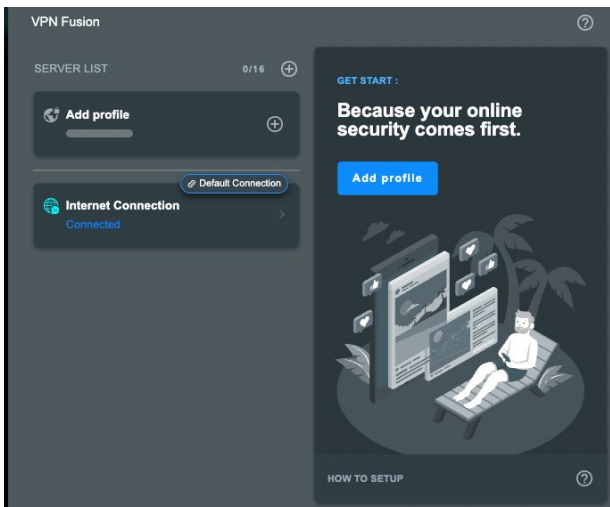 VPN Fusion
SERVER LIST 0/16
Add profile
Default Connection
Internet Connection
Connected
GET START :
Because your online
security comes first.
Add profile
HOW TO SETUP